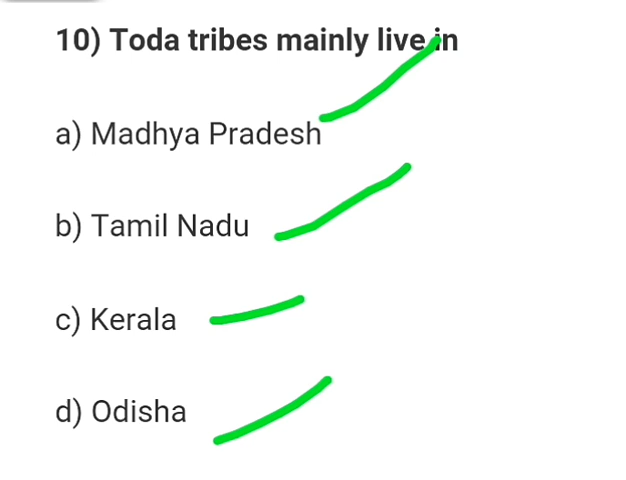 10) Toda tribes mainly live in
a) Madhya Pradesh
b) Tamil Nadu
c) Kerala
d) Odisha